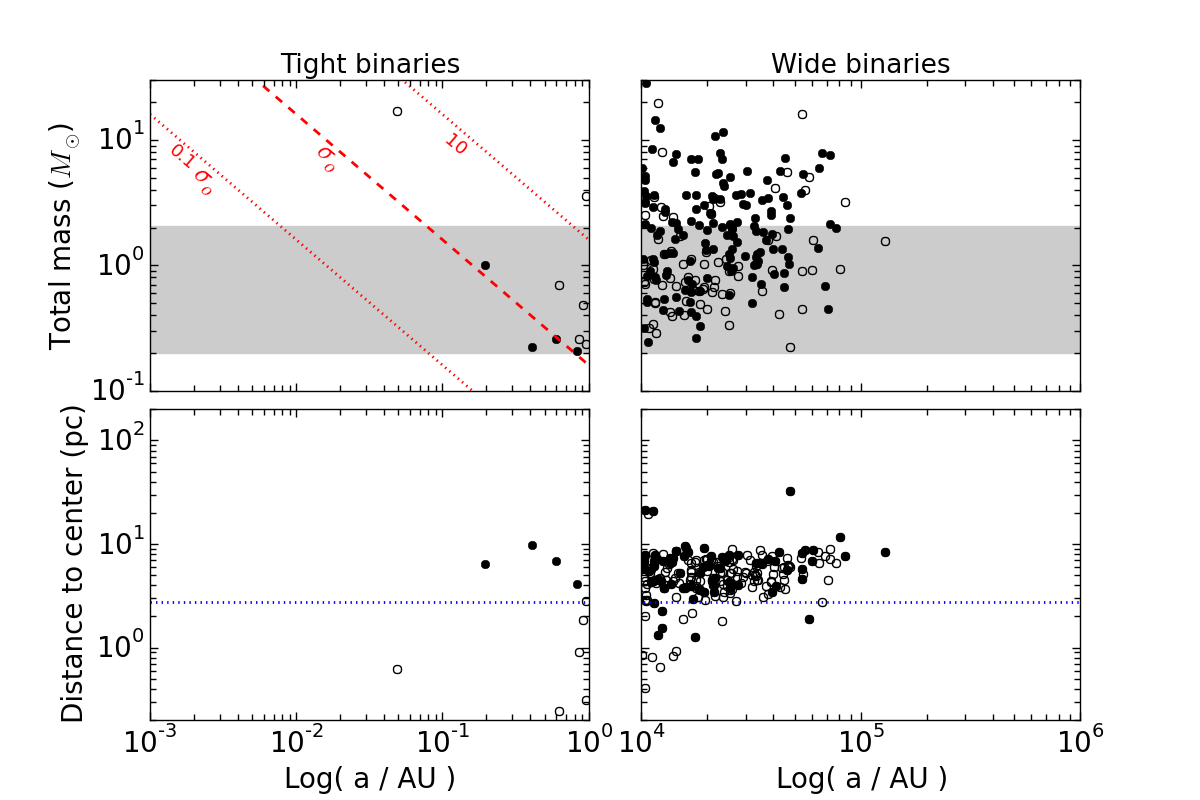 Tight binaries
Wide binaries
Total mass (M⊙)
10¹
10⁰
10⁻¹
0.1 σ₀
σ₀
10
Distance to center (pc)
10²
10¹
10⁰
10⁻³
10⁻²
10⁻¹
10⁰
10⁴
10⁵
10⁶
Log( a / AU )
Log( a / AU )